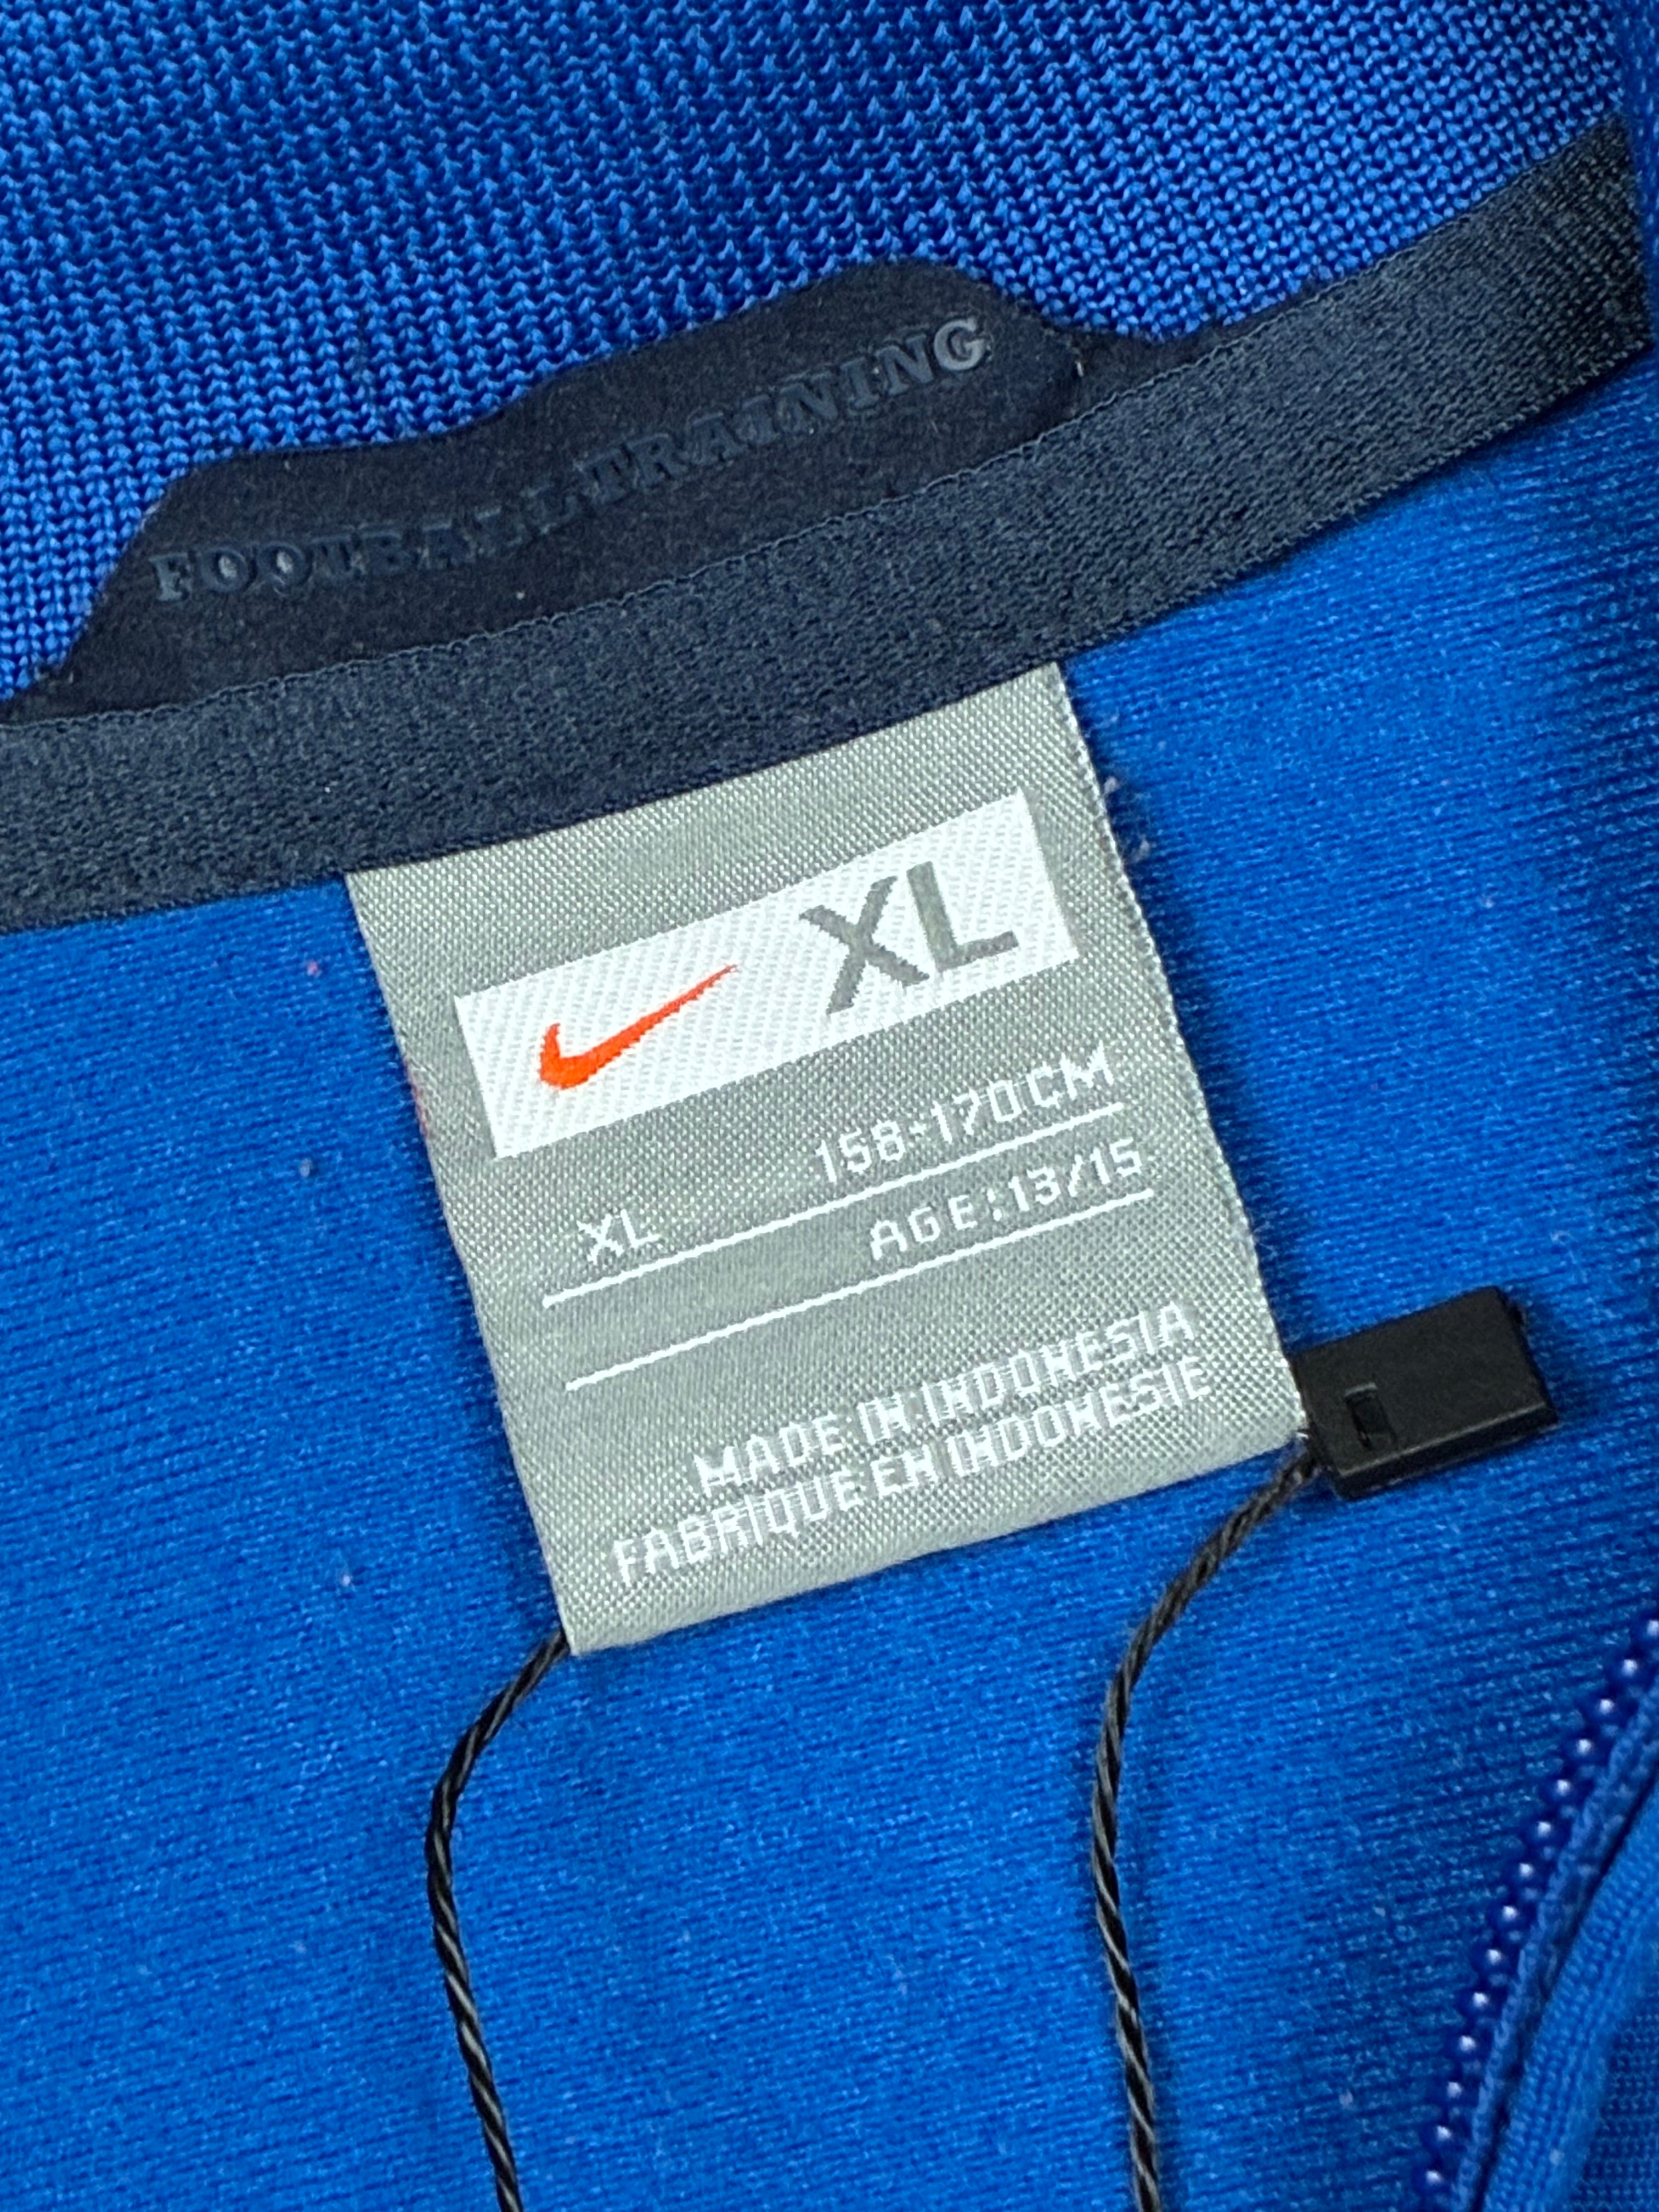 FOOTBALL TRAINING
XL
XL 158-170CM
AGE:13/15
MADE IN INDONESIA
FABRIQUE EN INDONESIE